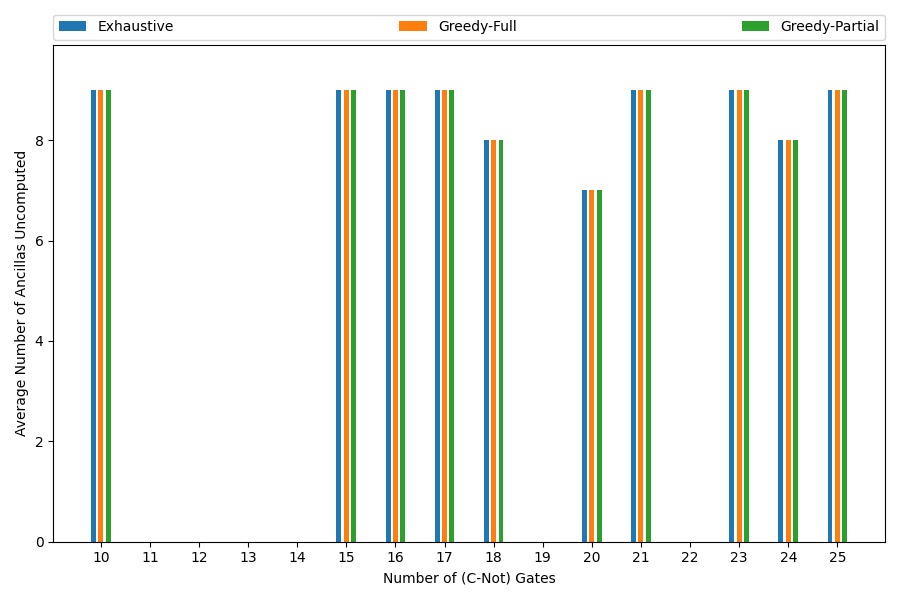 Exhaustive Greedy-Full Greedy-Partial
Average Number of Ancillas Uncomputed
8
6
4
2
0
10 11 12 13 14 15 16 17 18 19 20 21 22 23 24 25
Number of (C-Not) Gates